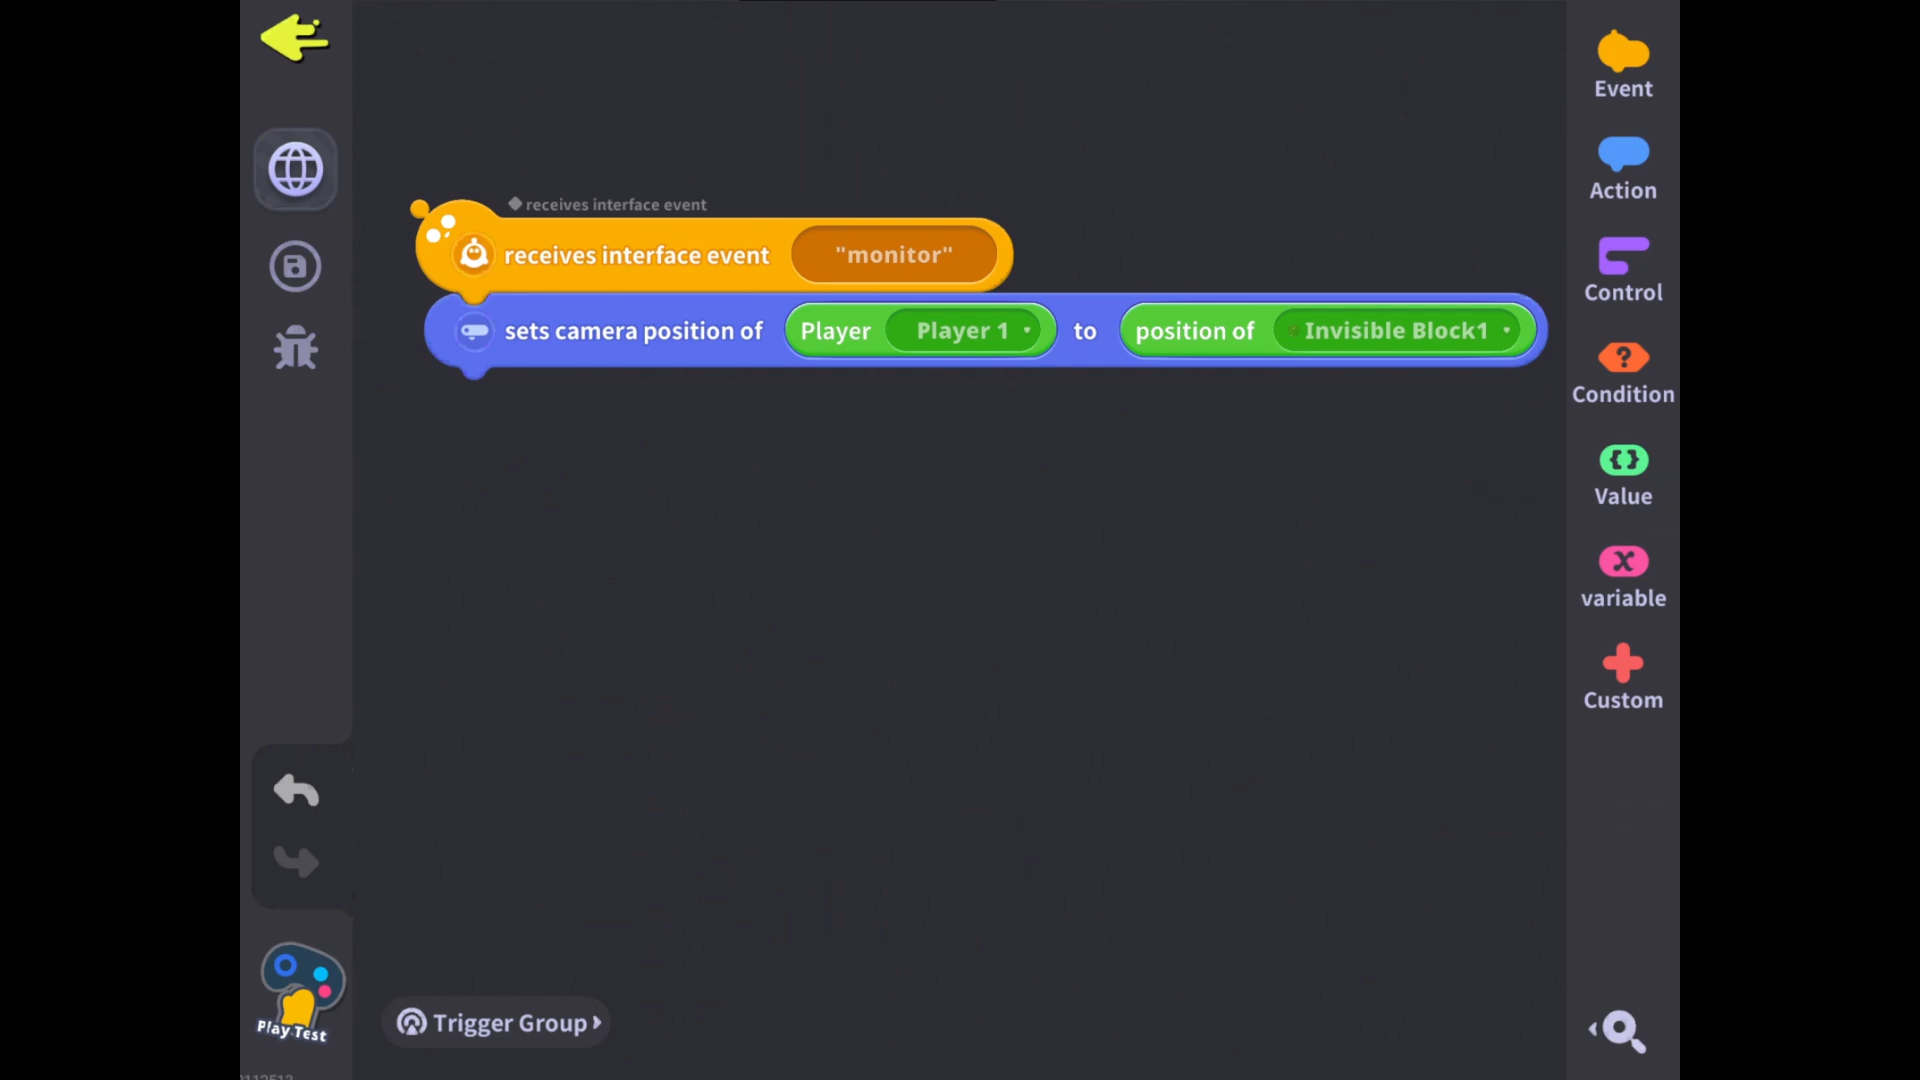 Event
Action
receives interface event
receives interface event "monitor"
sets camera position of Player Player 1 to position of Invisible Block1
Control
Condition
Value
variable
Custom
Play Test
Trigger Group